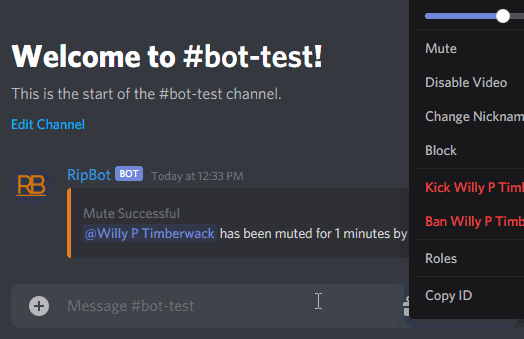 Welcome to #bot-test!
This is the start of the #bot-test channel.
Edit Channel
RB
RipBot BOT Today at 12:33 PM
Mute Successful
@Willy P Timberwack has been muted for 1 minutes by
Message #bot-test
Mute
Disable Video
Change Nicknam
Block
Kick Willy P Tim
Ban Willy P Timb
Roles
Copy ID